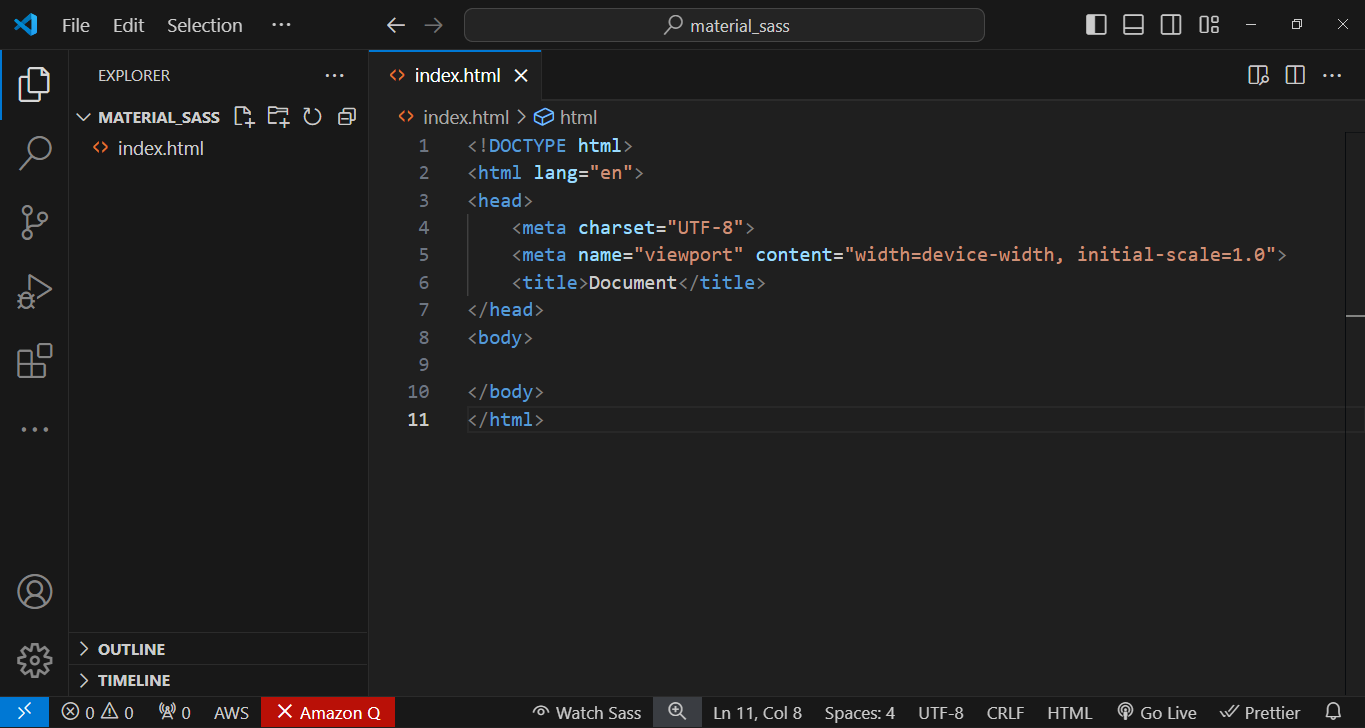 File Edit Selection ···
material_sass
EXPLORER ···
MATERIAL_SASS
index.html
OUTLINE
TIMELINE
index.html
index.html > html
1 <!DOCTYPE html>
2 <html lang="en">
3 <head>
4     <meta charset="UTF-8">
5     <meta name="viewport" content="width=device-width, initial-scale=1.0">
6     <title>Document</title>
7 </head>
8 <body>
9
10 </body>
11 </html>
0 0 0 AWS Amazon Q Watch Sass Ln 11, Col 8 Spaces: 4 UTF-8 CRLF HTML Go Live Prettier